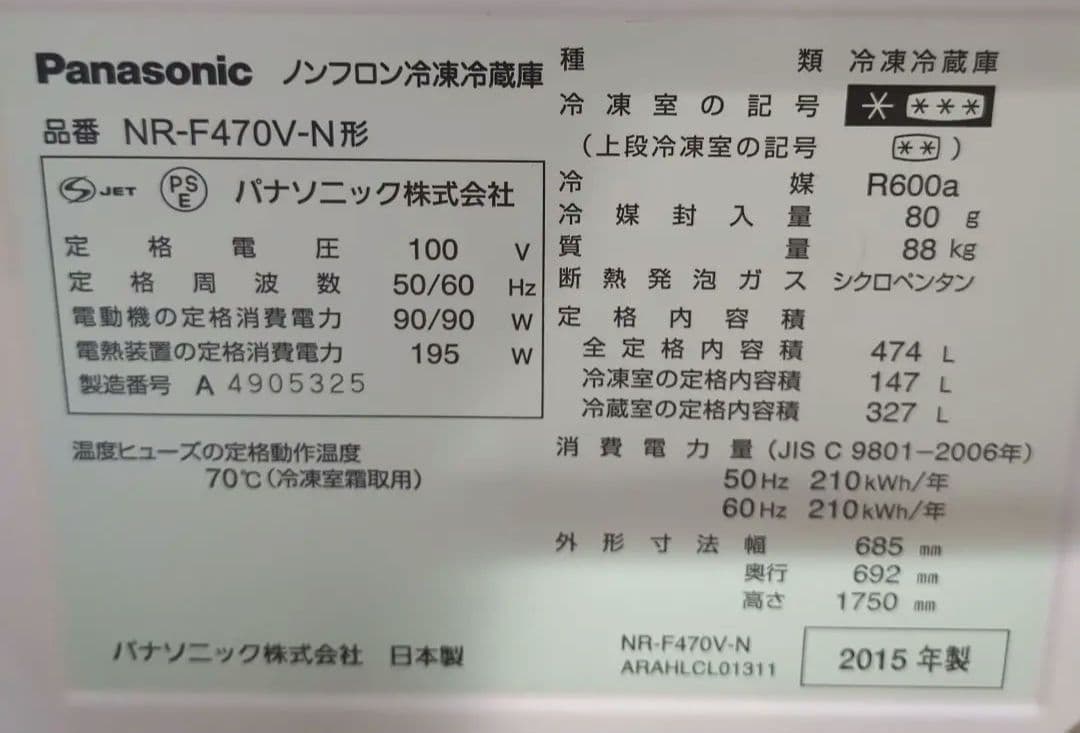 Panasonic ノンフロン冷凍冷蔵庫
品番 NR-F470V-N形
JET PSE パナソニック株式会社
定格電圧 100 V
定格周波数 50/60 Hz
電動機の定格消費電力 90/90 W
電熱装置の定格消費電力 195 W
製造番号 A 4905325
温度ヒューズの定格動作温度
70℃(冷凍室霜取用)
パナソニック株式会社 日本製
種類 冷凍冷蔵庫
冷凍室の記号 * ***
(上段冷凍室の記号 **)
冷媒 R600a
冷媒封入量 80 g
質量 88 kg
断熱発泡ガス シクロペンタン
定格内容積
全定格内容積 474 L
冷凍室の定格内容積 147 L
冷蔵室の定格内容積 327 L
消費電力量(JIS C 9801-2006年)
50Hz 210kWh/年
60Hz 210kWh/年
外形寸法幅 685 mm
奥行 692 mm
高さ 1750 mm
NR-F470V-N
ARAHLCL01311
2015年製